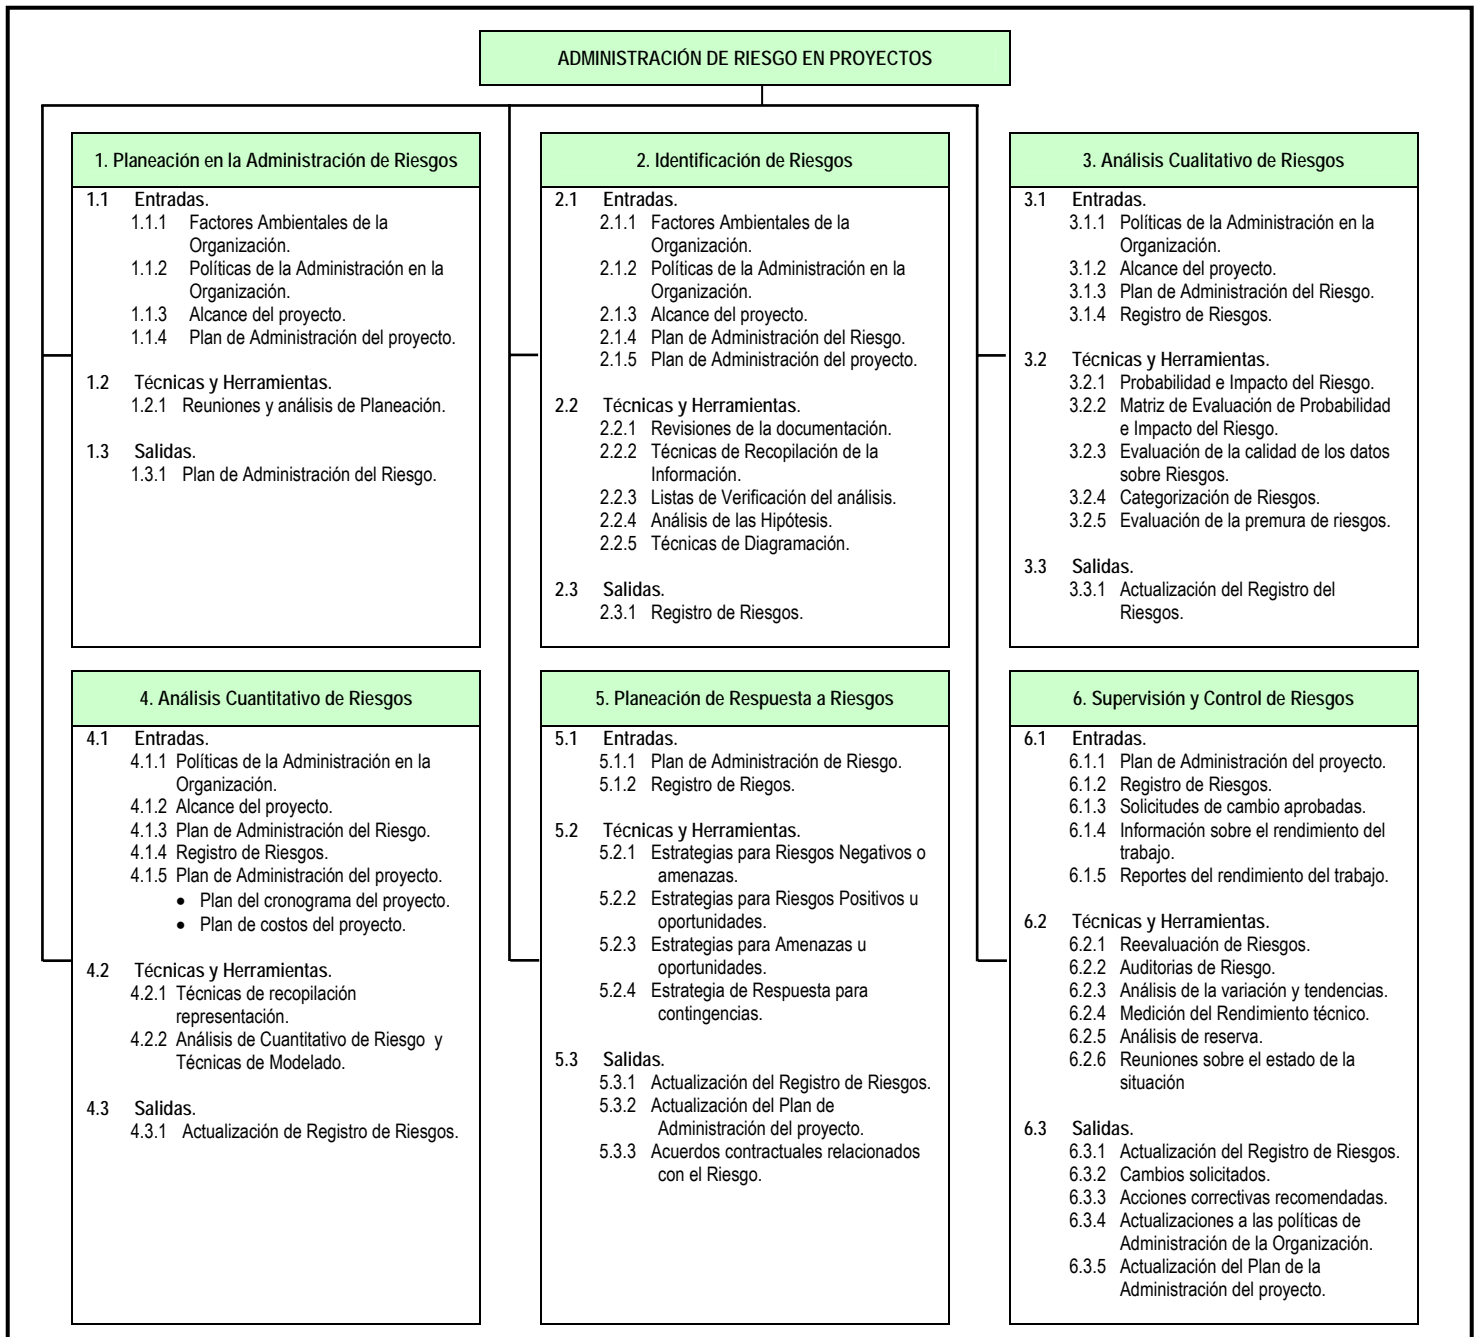 ADMINISTRACIÓN DE RIESGO EN PROYECTOS
1. Planeación en la Administración de Riesgos
1.1 Entradas.
1.1.1 Factores Ambientales de la
Organización.
1.1.2 Políticas de la Administración en la
Organización.
1.1.3 Alcance del proyecto.
1.1.4 Plan de Administración del proyecto.
1.2 Técnicas y Herramientas.
1.2.1 Reuniones y análisis de Planeación.
1.3 Salidas.
1.3.1 Plan de Administración del Riesgo.
2. Identificación de Riesgos
2.1 Entradas.
2.1.1 Factores Ambientales de la
Organización.
2.1.2 Políticas de la Administración en la
Organización.
2.1.3 Alcance del proyecto.
2.1.4 Plan de Administración del Riesgo.
2.1.5 Plan de Administración del proyecto.
2.2 Técnicas y Herramientas.
2.2.1 Revisiones de la documentación.
2.2.2 Técnicas de Recopilación de la
Información.
2.2.3 Listas de Verificación del análisis.
2.2.4 Análisis de las Hipótesis.
2.2.5 Técnicas de Diagramación.
2.3 Salidas.
2.3.1 Registro de Riesgos.
3. Análisis Cualitativo de Riesgos
3.1 Entradas.
3.1.1 Políticas de la Administración en la
Organización.
3.1.2 Alcance del proyecto.
3.1.3 Plan de Administración del Riesgo.
3.1.4 Registro de Riesgos.
3.2 Técnicas y Herramientas.
3.2.1 Probabilidad e Impacto del Riesgo.
3.2.2 Matriz de Evaluación de Probabilidad
e Impacto del Riesgo.
3.2.3 Evaluación de la calidad de los datos
sobre Riesgos.
3.2.4 Categorización de Riesgos.
3.2.5 Evaluación de la premura de riesgos.
3.3 Salidas.
3.3.1 Actualización del Registro del
Riesgos.
4. Análisis Cuantitativo de Riesgos
4.1 Entradas.
4.1.1 Políticas de la Administración en la
Organización.
4.1.2 Alcance del proyecto.
4.1.3 Plan de Administración del Riesgo.
4.1.4 Registro de Riesgos.
4.1.5 Plan de Administración del proyecto.
• Plan del cronograma del proyecto.
• Plan de costos del proyecto.
4.2 Técnicas y Herramientas.
4.2.1 Técnicas de recopilación
representación.
4.2.2 Análisis de Cuantitativo de Riesgo y
Técnicas de Modelado.
4.3 Salidas.
4.3.1 Actualización de Registro de Riesgos.
5. Planeación de Respuesta a Riesgos
5.1 Entradas.
5.1.1 Plan de Administración de Riesgo.
5.1.2 Registro de Riegos.
5.2 Técnicas y Herramientas.
5.2.1 Estrategias para Riesgos Negativos o
amenazas.
5.2.2 Estrategias para Riesgos Positivos u
oportunidades.
5.2.3 Estrategias para Amenazas u
oportunidades.
5.2.4 Estrategia de Respuesta para
contingencias.
5.3 Salidas.
5.3.1 Actualización del Registro de Riesgos.
5.3.2 Actualización del Plan de
Administración del proyecto.
5.3.3 Acuerdos contractuales relacionados
con el Riesgo.
6. Supervisión y Control de Riesgos
6.1 Entradas.
6.1.1 Plan de Administración del proyecto.
6.1.2 Registro de Riesgos.
6.1.3 Solicitudes de cambio aprobadas.
6.1.4 Información sobre el rendimiento del
trabajo.
6.1.5 Reportes del rendimiento del trabajo.
6.2 Técnicas y Herramientas.
6.2.1 Reevaluación de Riesgos.
6.2.2 Auditorias de Riesgo.
6.2.3 Análisis de la variación y tendencias.
6.2.4 Medición del Rendimiento técnico.
6.2.5 Análisis de reserva.
6.2.6 Reuniones sobre el estado de la
situación
6.3 Salidas.
6.3.1 Actualización del Registro de Riesgos.
6.3.2 Cambios solicitados.
6.3.3 Acciones correctivas recomendadas.
6.3.4 Actualizaciones a las políticas de
Administración de la Organización.
6.3.5 Actualización del Plan de la
Administración del proyecto.